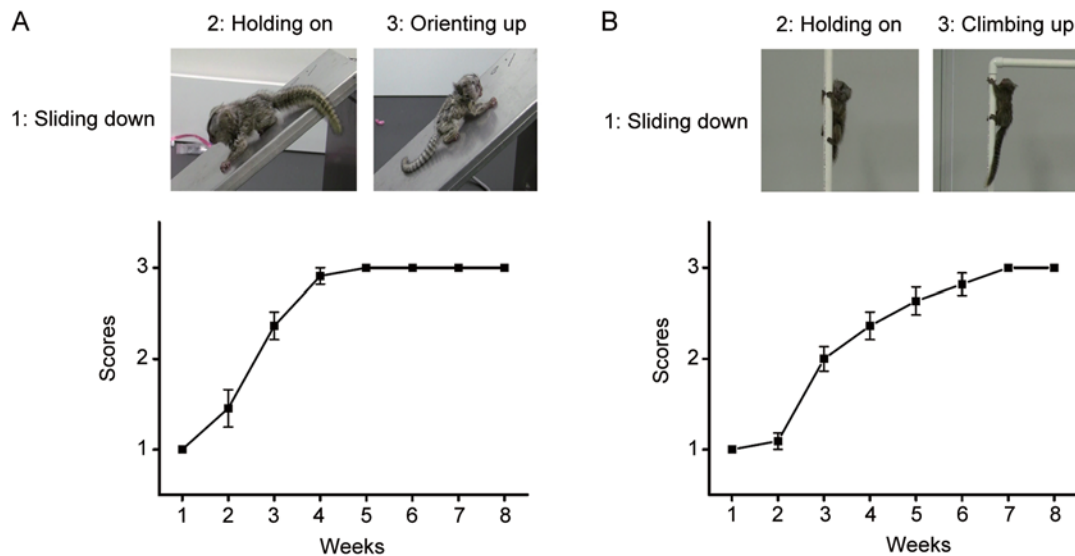 A
2: Holding on
3: Orienting up
1: Sliding down
3
2
1
Scores
1 2 3 4 5 6 7 8
Weeks
B
2: Holding on
3: Climbing up
1: Sliding down
3
2
1
Scores
1 2 3 4 5 6 7 8
Weeks